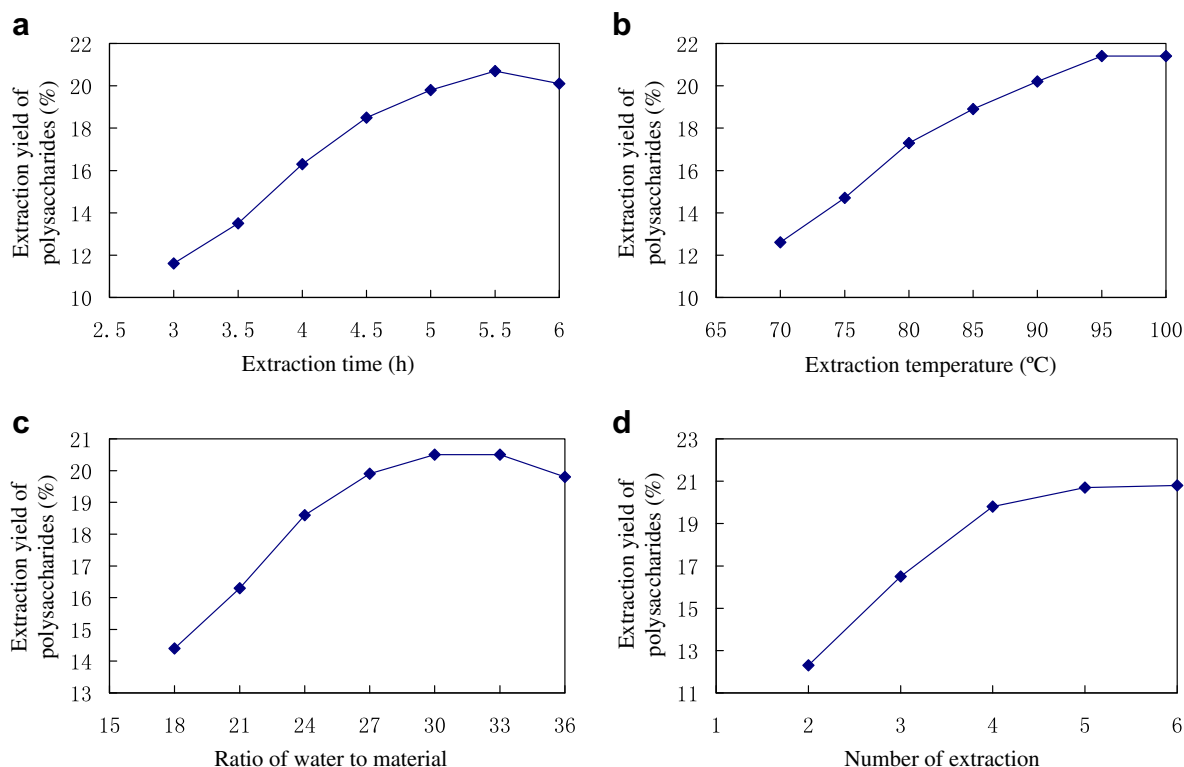 a
Extraction yield of
polysaccharides (%)
22
20
18
16
14
12
10
2.5 3 3.5 4 4.5 5 5.5 6
Extraction time (h)
b
Extraction yield of
polysaccharides (%)
22
20
18
16
14
12
10
65 70 75 80 85 90 95 100
Extraction temperature (ºC)
c
Extraction yield of
polysaccharides (%)
21
20
19
18
17
16
15
14
13
15 18 21 24 27 30 33 36
Ratio of water to material
d
Extraction yield of
polysaccharides (%)
23
21
19
17
15
13
11
1 2 3 4 5 6
Number of extraction